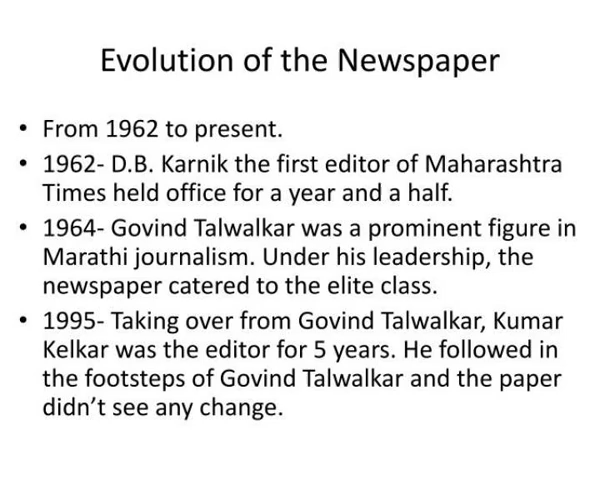 Evolution of the Newspaper
• From 1962 to present.
• 1962- D.B. Karnik the first editor of Maharashtra
Times held office for a year and a half.
• 1964- Govind Talwalkar was a prominent figure in
Marathi journalism. Under his leadership, the
newspaper catered to the elite class.
• 1995- Taking over from Govind Talwalkar, Kumar
Kelkar was the editor for 5 years. He followed in
the footsteps of Govind Talwalkar and the paper
didn’t see any change.